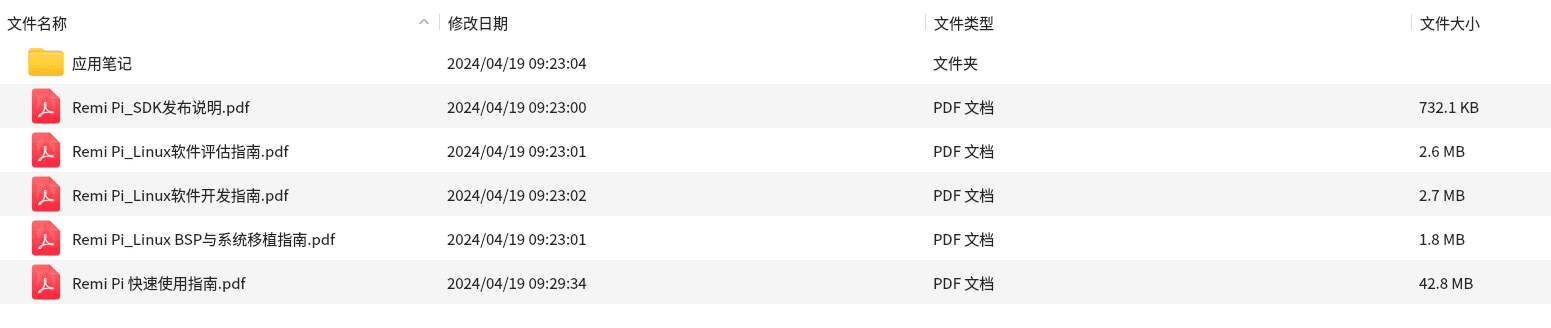 文件名称 修改日期 文件类型 文件大小
应用笔记 2024/04/19 09:23:04 文件夹
Remi Pi_SDK发布说明.pdf 2024/04/19 09:23:00 PDF 文档 732.1 KB
Remi Pi_Linux软件评估指南.pdf 2024/04/19 09:23:01 PDF 文档 2.6 MB
Remi Pi_Linux软件开发指南.pdf 2024/04/19 09:23:02 PDF 文档 2.7 MB
Remi Pi_Linux BSP与系统移植指南.pdf 2024/04/19 09:23:01 PDF 文档 1.8 MB
Remi Pi 快速使用指南.pdf 2024/04/19 09:29:34 PDF 文档 42.8 MB